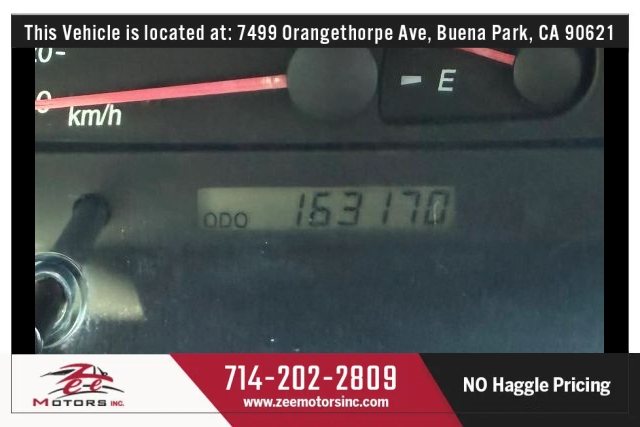 This Vehicle is located at: 7499 Orangethorpe Ave, Buena Park, CA 90621
0
km/h
E
ODO 163170
Zee
MOTORS INC.
714-202-2809
www.zeemotorsinc.com
NO Haggle Pricing